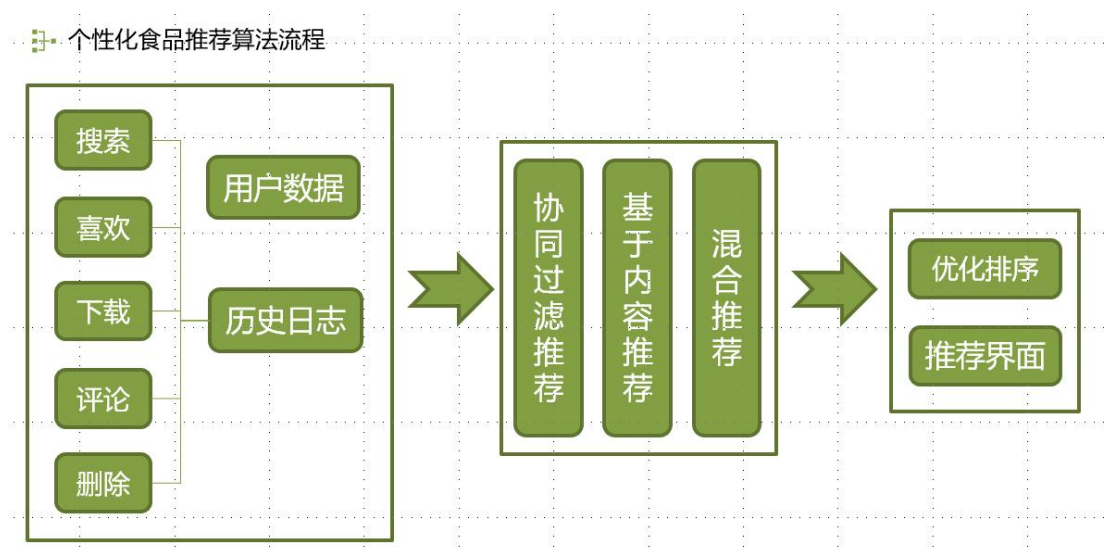 个性化食品推荐算法流程
搜索
喜欢
下载
评论
删除
用户数据
历史日志
协同过滤推荐
基于内容推荐
混合推荐
优化排序
推荐界面